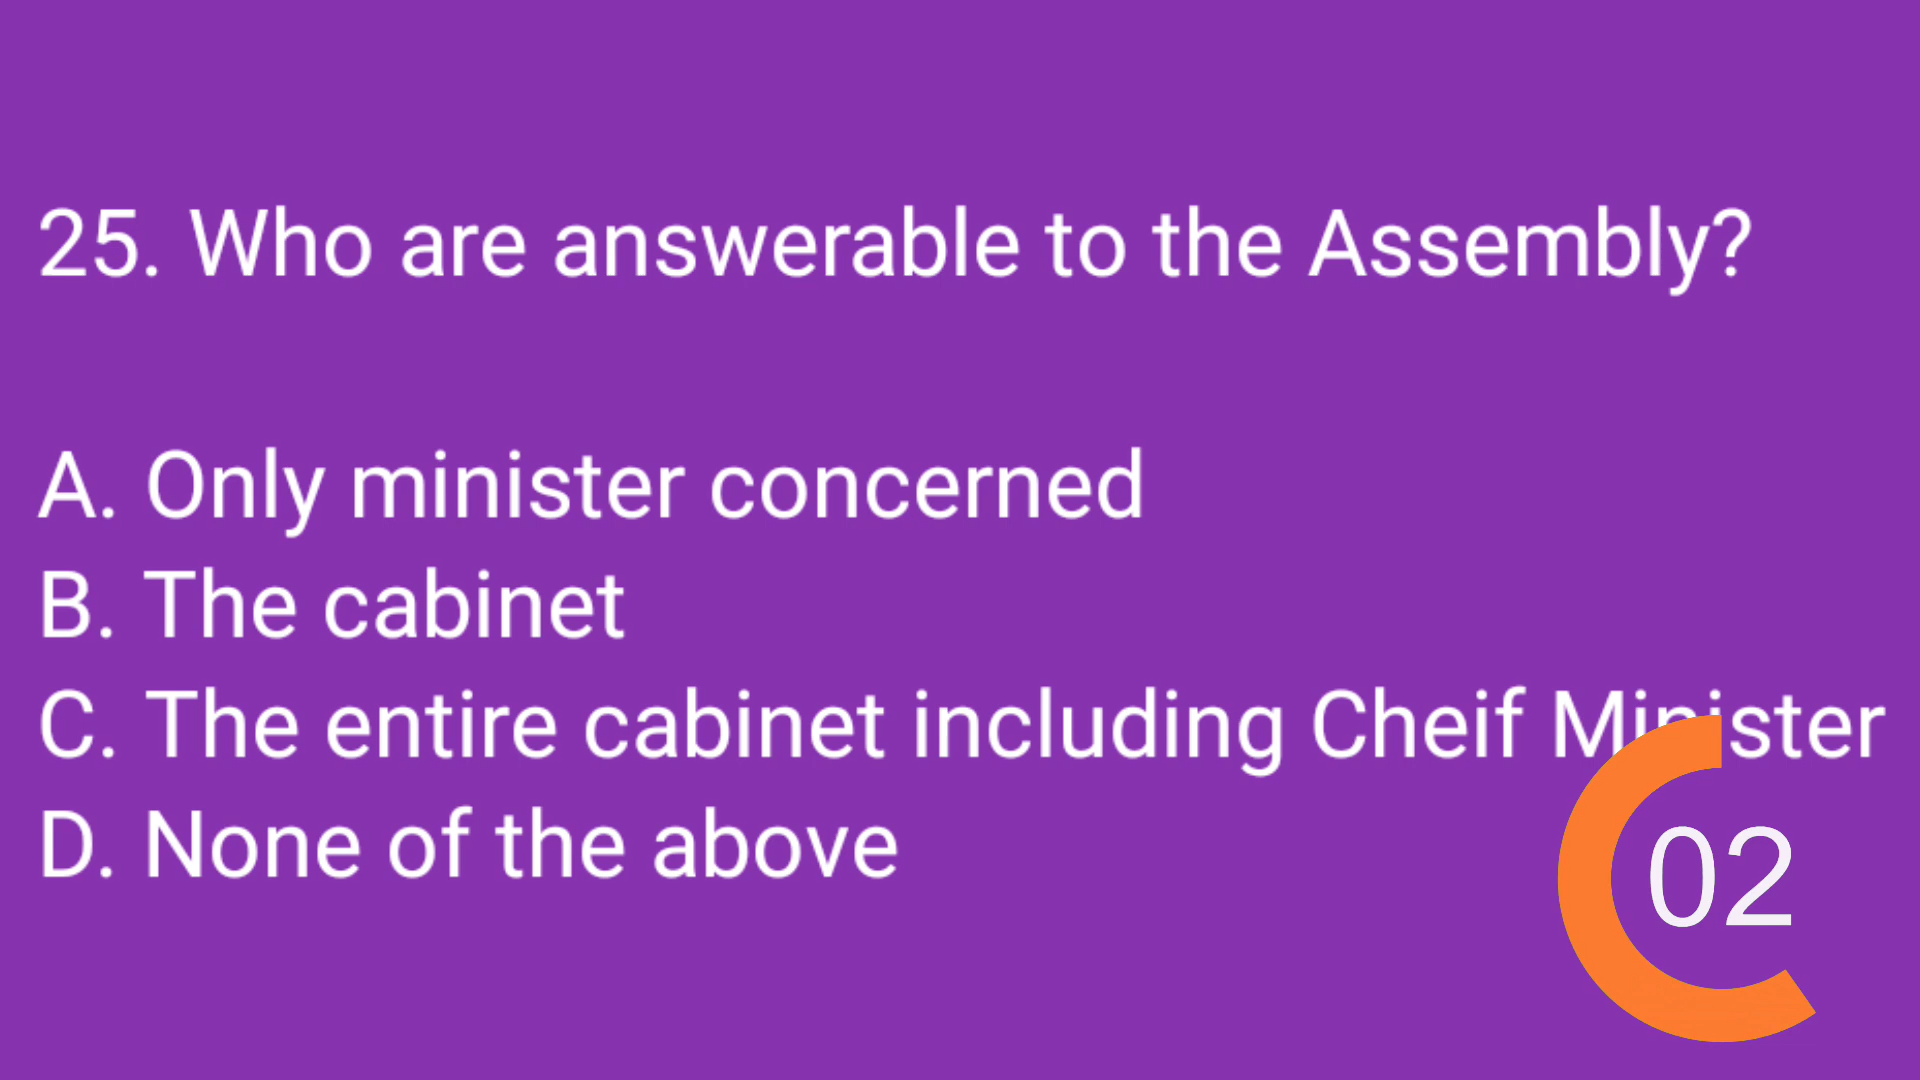 25. Who are answerable to the Assembly?
A. Only minister concerned
B. The cabinet
C. The entire cabinet including Cheif Minister
D. None of the above
02